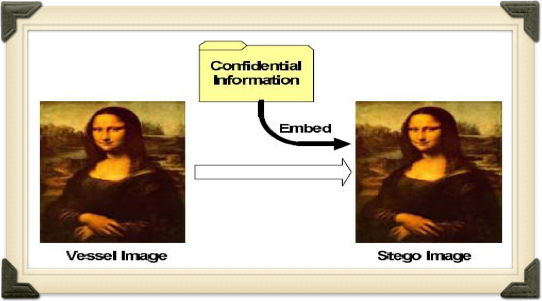 Confidential
Information
Embed
Vessel Image
Stego Image